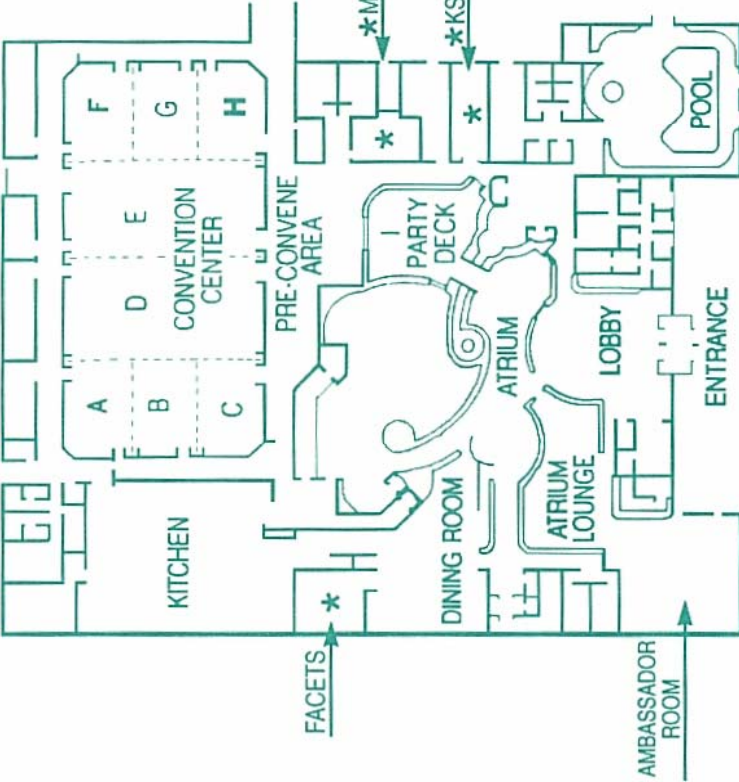 *M
*KS
F
G
H
*
*
POOL
E
D
CONVENTION
CENTER
PRE-CONVENE
AREA
I
PARTY
DECK
A
B
C
ATRIUM
LOBBY
ENTRANCE
KITCHEN
DINING ROOM
ATRIUM
LOUNGE
*
FACETS
AMBASSADOR
ROOM